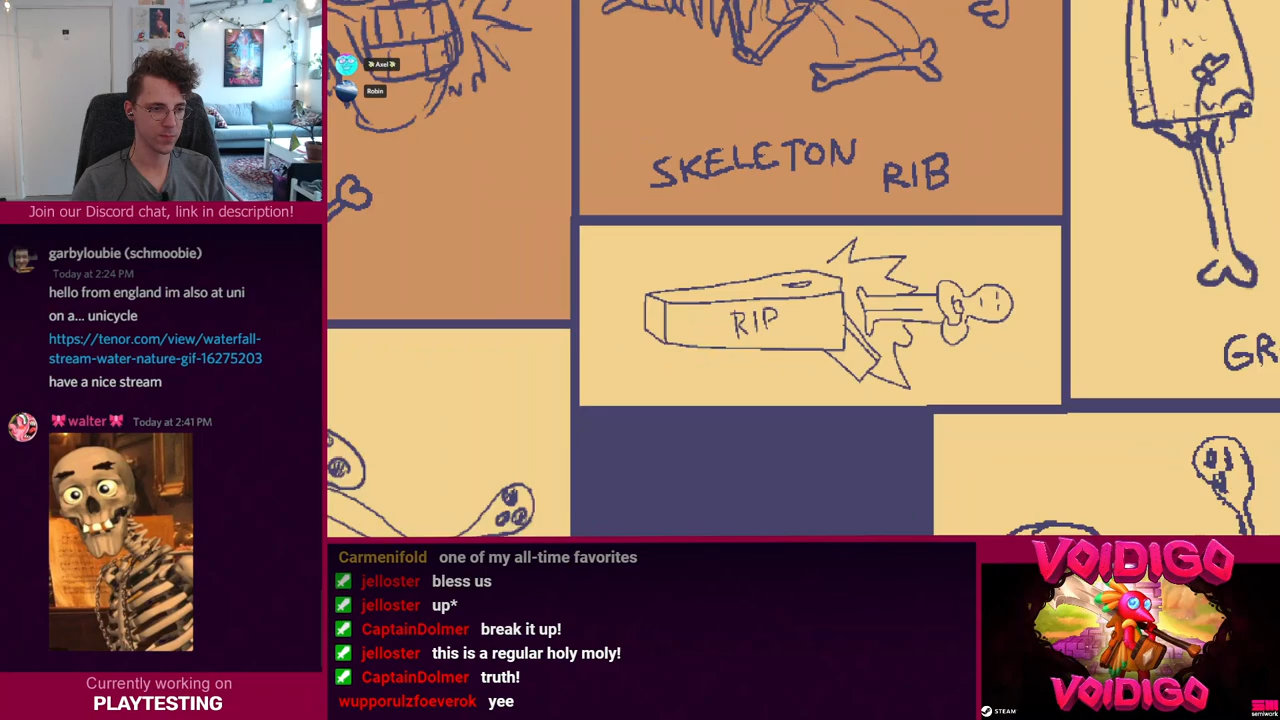 Axel
Robin
SKELETON RIB
RIP
GR
Join our Discord chat, link in description!
garbyloubie (schmoobie)
Today at 2:24 PM
hello from england im also at uni
on a... unicycle
https://tenor.com/view/waterfall-
stream-water-nature-gif-16275203
have a nice stream
walter Today at 2:41 PM
Currently working on
PLAYTESTING
Carmenifold one of my all-time favorites
jelloster bless us
jelloster up*
CaptainDolmer break it up!
jelloster this is a regular holy moly!
CaptainDolmer truth!
wupporulzfoeverok yee
VOIDIGO
VOIDIGO
STEAM
semiwork